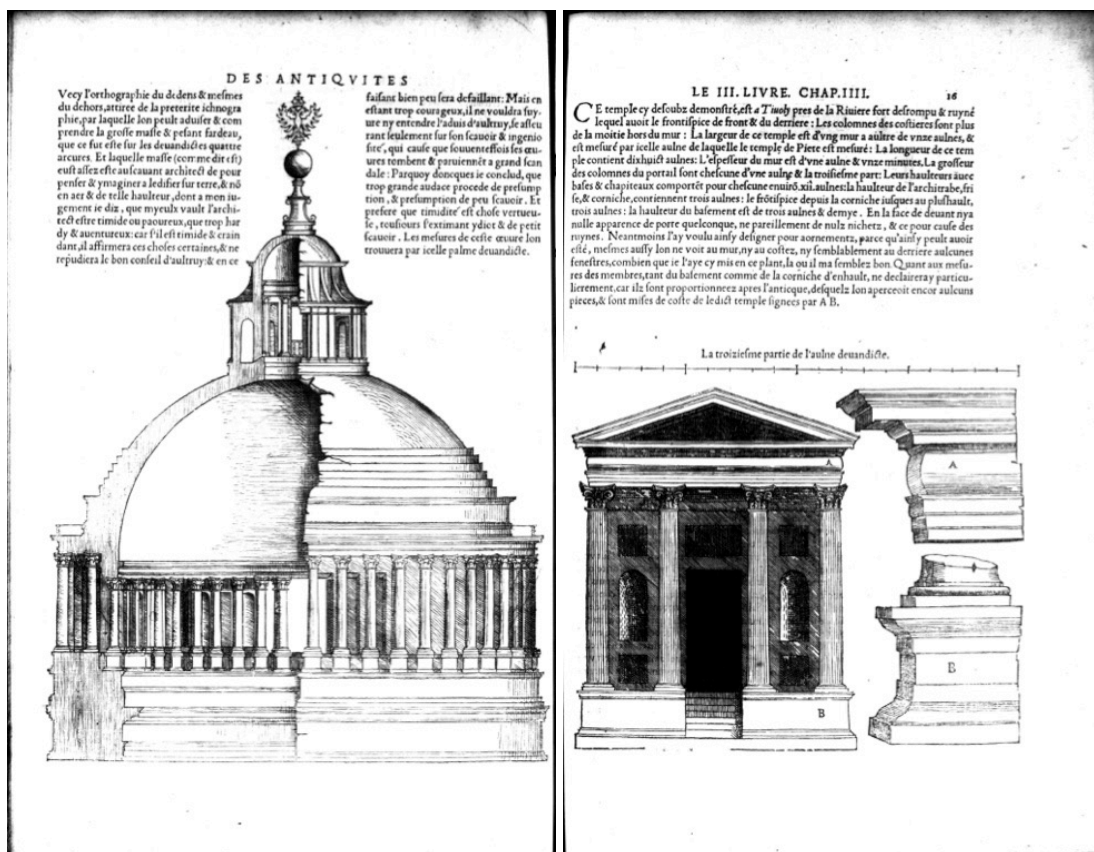 DES ANTIQVITES
Vecy l'orthographie du dedens & mesmes
du dehors, attiree de la preterite ichnogra
phie, par laquelle lon peult aduiser & com
prendre la grosse masse & pesant fardeau,
que ce fut este sur les deuandictes quattre
arcures. Et laquelle masse (comme dit est)
eust assez este au scauant architect de pour
penser & ymaginer a ledifier sur terre, & nõ
en aer & de telle haulteur, dont a mon iu-
gement ie diz, que myeulx vault l'archi-
tect estre timide ou paoureux, que trop har
dy & auentureux: car s'il est timide & crain
dant, il affirmera ces choses certaines, & ne
repudiera le bon conseil d'aultruy: & en ce
faisant bien peu sera defaillant: Mais en
estant trop courageux, il ne vouldra suy-
ure ny entendre l'aduis d'aultruy, se asseu
rant seulement sur son scauoir & ingenio
sité, qui cause que souuenteffois ses œu-
ures tombent & paruiennẽt a grand scan
dale: Parquoy doncques ie conclud, que
trop grande audace procede de presump
tion, & presumption de peu scauoir. Et
prefere que timidité est chose vertueu-
se, tousiours s'extimant ydiot & de petit
scauoir. Les mesures de ceste œuure lon
trouuera par icelle palme deuandicte.
LE III. LIVRE. CHAP. IIII. 16
CE temple cy desoubz demonstré, est a Tiuoly pres de la Riuiere fort desrompu & ruyné
lequel auoit le frontispice de front & du derriere: Les colomnes des costieres sont plus
de la moitie hors du mur: La largeur de ce temple est d'vng mur a aultre de vnze aulnes, &
est mesuré par icelle aulne de laquelle le temple de Piete est mesuré: La longueur de ce tem
ple contient dixhuict aulnes: L'espesseur du mur est d'vne aulne & vnze minutes. La grosseur
des colomnes du portail sont chescune d'vne aulne & la troisiesme part: Leurs haulteurs auec
bases & chapiteaux comportẽt pour chescune enuirõ. xii. aulnes: la haulteur de l'architrabe, fri
se, & corniche, contiennent trois aulnes: le frõtispice depuis la corniche iusques au plushault,
trois aulnes: la haulteur du basement est de trois aulnes & demye. En la face de deuant nya
nulle apparence de porte quelconque, ne pareillement de nulz nichetz, & ce pour cause des
ruynes. Neantmoins l'ay voulu ainsy designer pour aornementz, parce qu'ainsy peult auoir
esté, mesmes aussy lon ne voit au mur, ny au costez, ny semblablement au derriere aulcunes
fenestres, combien que ie l'aye cy mis en ce plant, la ou il ma semblez bon. Quant aux mesu-
res des membres, tant du basement comme de la corniche d'enhault, ne declaireray particu-
lierement, car ilz sont proportionneez apres l'anticque, desquelz lon aperceoit encor aulcuns
pieces, & sont mises de coste de ledict temple signees par A B.
La troiziesme partie de l'aulne deuandicte.
A
A
B
B